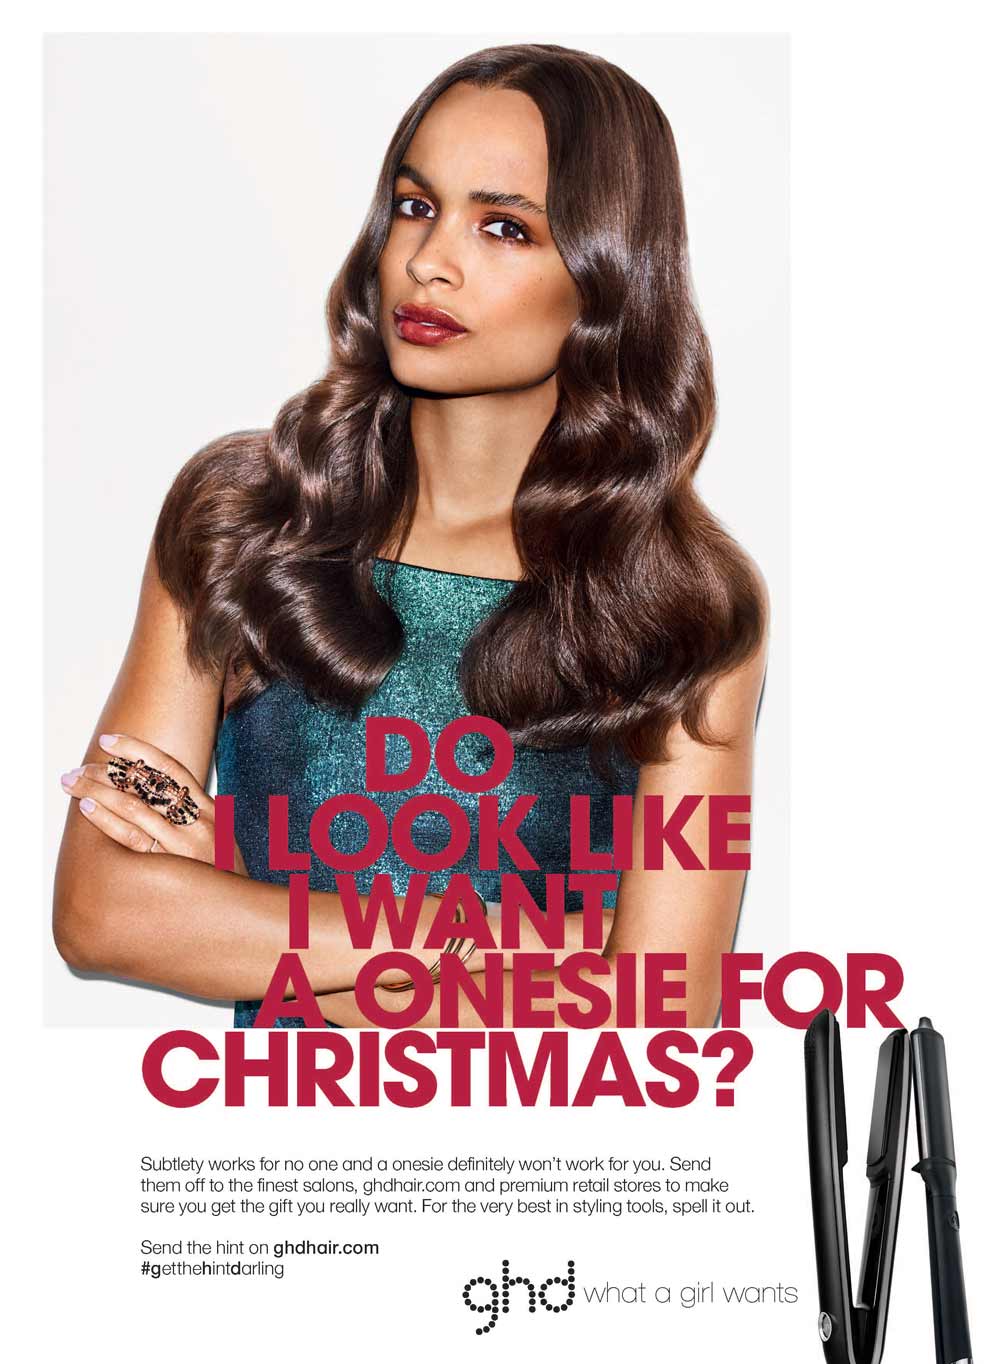 DO
I LOOK LIKE
I WANT
A ONESIE FOR
CHRISTMAS?
Subtlety works for no one and a onesie definitely won't work for you. Send
them off to the finest salons, ghdhair.com and premium retail stores to make
sure you get the gift you really want. For the very best in styling tools, spell it out.
Send the hint on ghdhair.com
#getthehintdarling
ghd what a girl wants